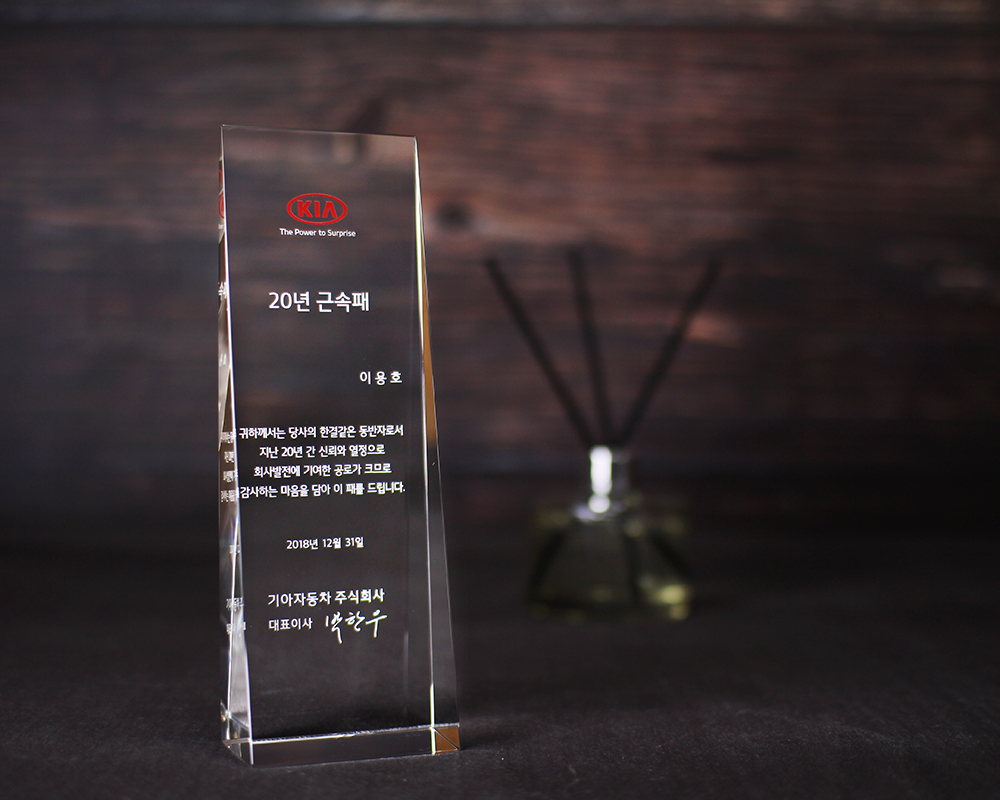 KIA
The Power to Surprise
20년 근속패
이용호
귀하께서는 당사의 한결같은 동반자로서
지난 20년 간 신뢰와 열정으로
회사발전에 기여한 공로가 크므로
감사하는 마음을 담아 이 패를 드립니다.
2018년 12월 31일
기아자동차 주식회사
대표이사 박한우